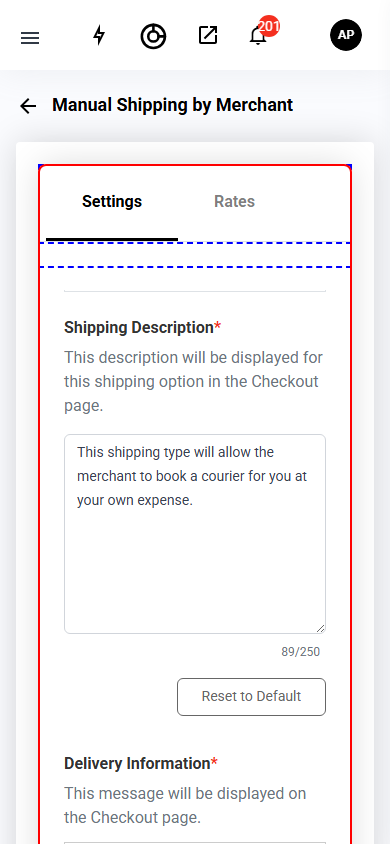 201
AP
Manual Shipping by Merchant
Settings
Rates
Shipping Description*
This description will be displayed for
this shipping option in the Checkout
page.
This shipping type will allow the
merchant to book a courier for you at
your own expense.
89/250
Reset to Default
Delivery Information*
This message will be displayed on
the Checkout page.